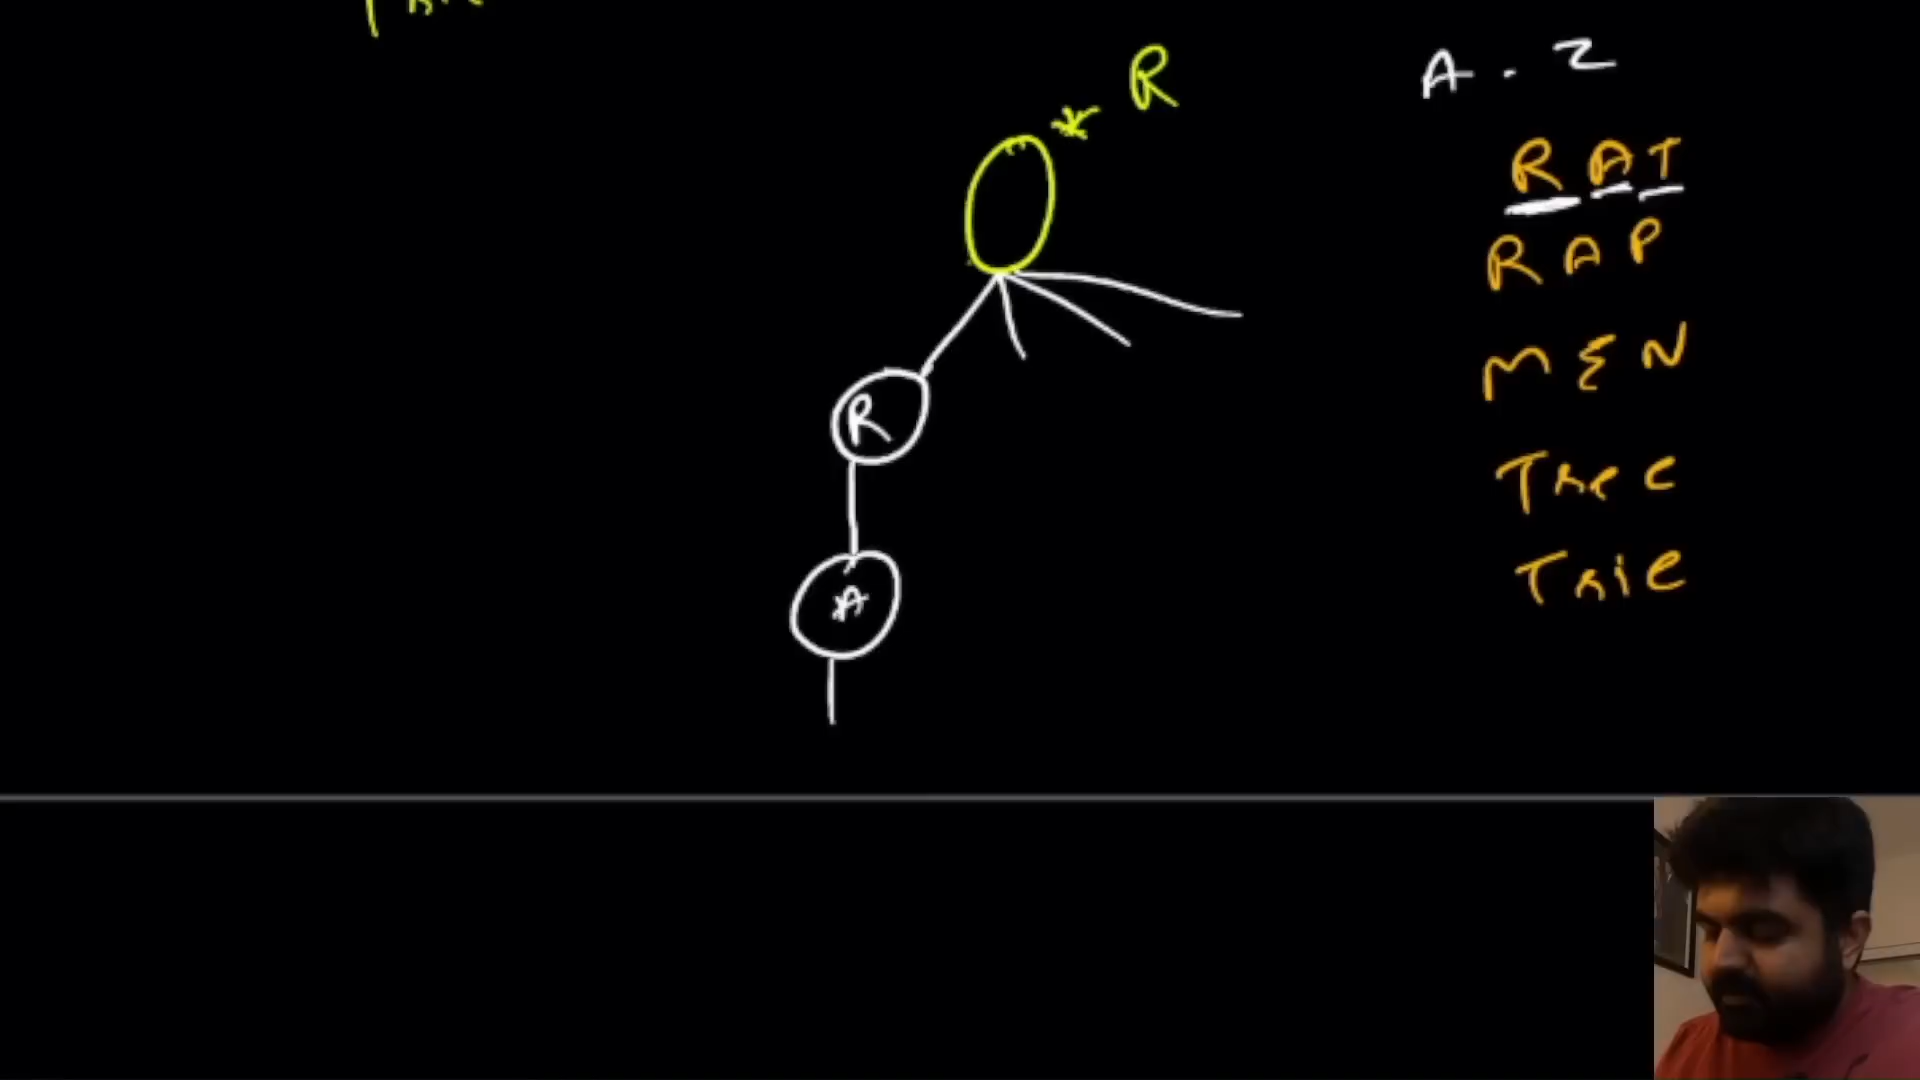 R
A - Z
RAT
RAP
MEN
Tree
Trie
R
A